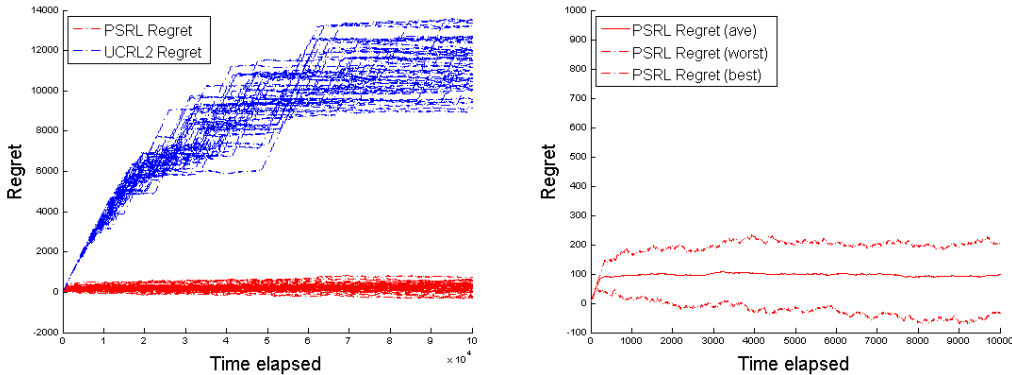 14000
12000
10000
8000
6000
4000
2000
0
-2000
PSRL Regret
UCRL2 Regret
Regret
0 1 2 3 4 5 6 7 8 9 10
Time elapsed
× 10^4
1000
900
800
700
600
500
400
300
200
100
0
-100
PSRL Regret (ave)
PSRL Regret (worst)
PSRL Regret (best)
Regret
0 1000 2000 3000 4000 5000 6000 7000 8000 9000 10000
Time elapsed